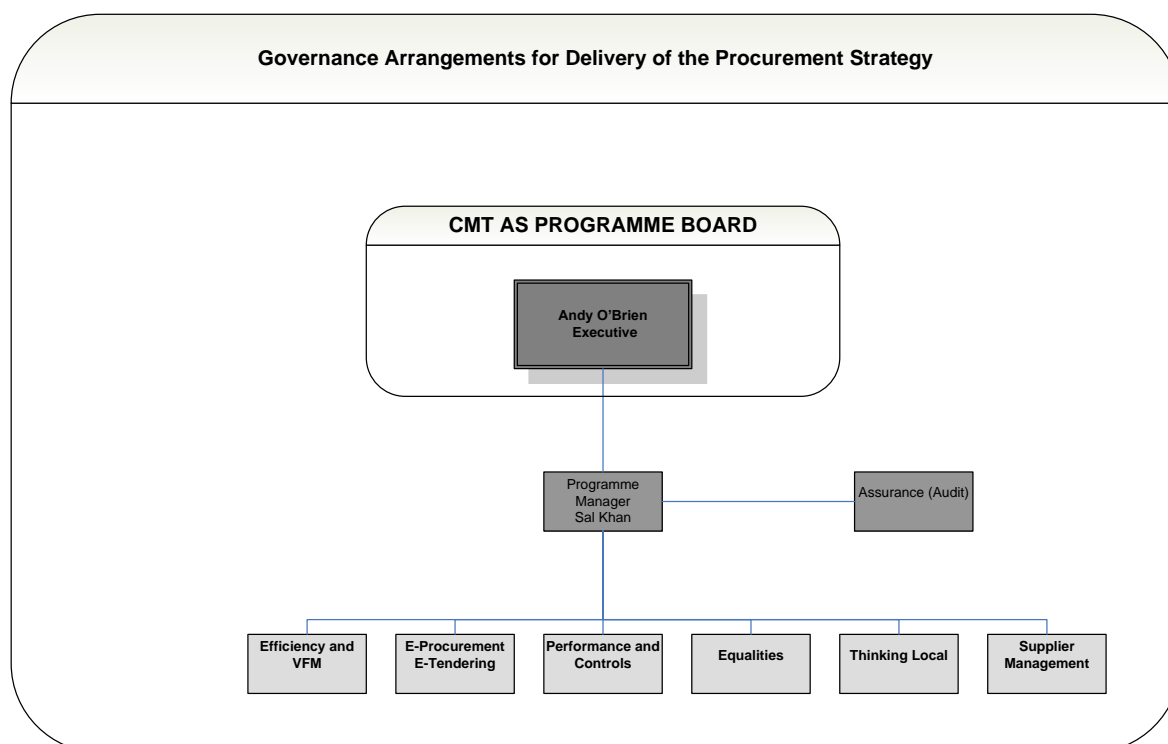 Governance Arrangements for Delivery of the Procurement Strategy
CMT AS PROGRAMME BOARD
Andy O’Brien
Executive
Programme
Manager
Sal Khan
Assurance (Audit)
Efficiency and
VFM
E-Procurement
E-Tendering
Performance and
Controls
Equalities
Thinking Local
Supplier
Management